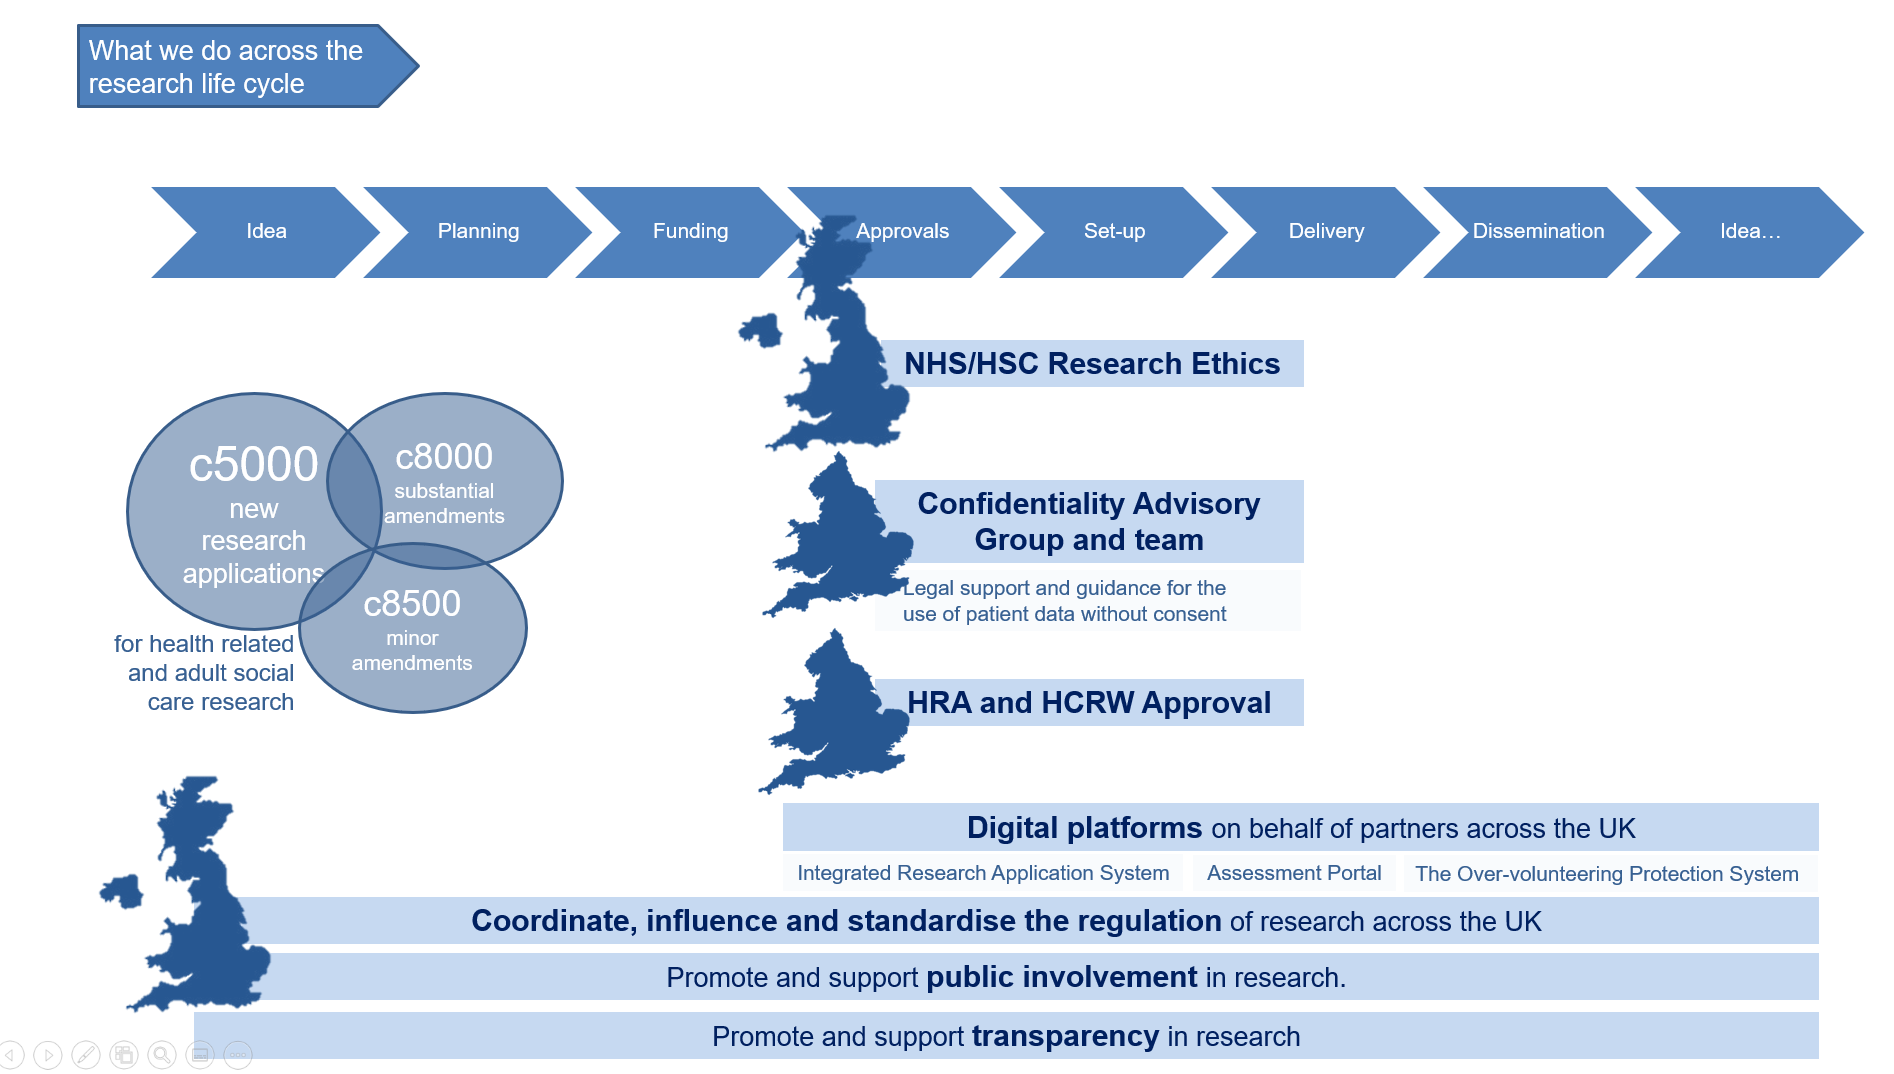 What we do across the
research life cycle
Idea
Planning
Funding
Approvals
Set-up
Delivery
Dissemination
Idea...
c5000
new
research
applications
c8000
substantial
amendments
c8500
minor
amendments
for health related
and adult social
care research
NHS/HSC Research Ethics
Confidentiality Advisory
Group and team
Legal support and guidance for the
use of patient data without consent
HRA and HCRW Approval
Digital platforms on behalf of partners across the UK
Integrated Research Application System
Assessment Portal
The Over-volunteering Protection System
Coordinate, influence and standardise the regulation of research across the UK
Promote and support public involvement in research.
Promote and support transparency in research